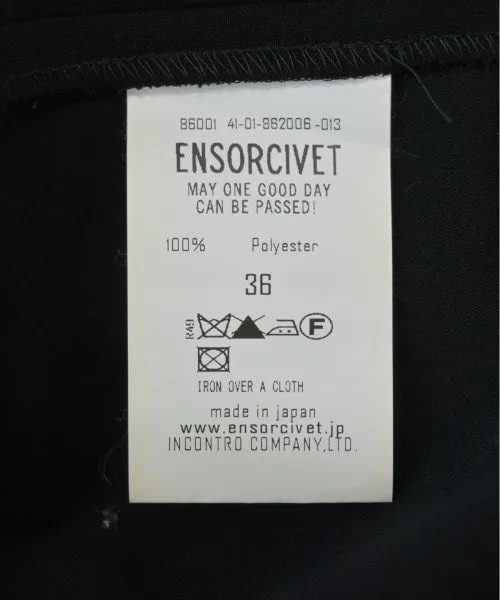 86001 41-01-862006-013
ENSORCIVET
MAY ONE GOOD DAY
CAN BE PASSED!
100% Polyester
36
R49
F
IRON OVER A CLOTH
made in japan
www.ensorcivet.jp
INCONTRO COMPANY,LTD.